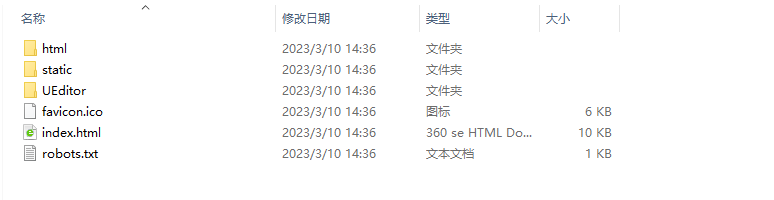 名称 修改日期 类型 大小
html 2023/3/10 14:36 文件夹
static 2023/3/10 14:36 文件夹
UEditor 2023/3/10 14:36 文件夹
favicon.ico 2023/3/10 14:36 图标 6 KB
index.html 2023/3/10 14:36 360 se HTML Do... 10 KB
robots.txt 2023/3/10 14:36 文本文档 1 KB